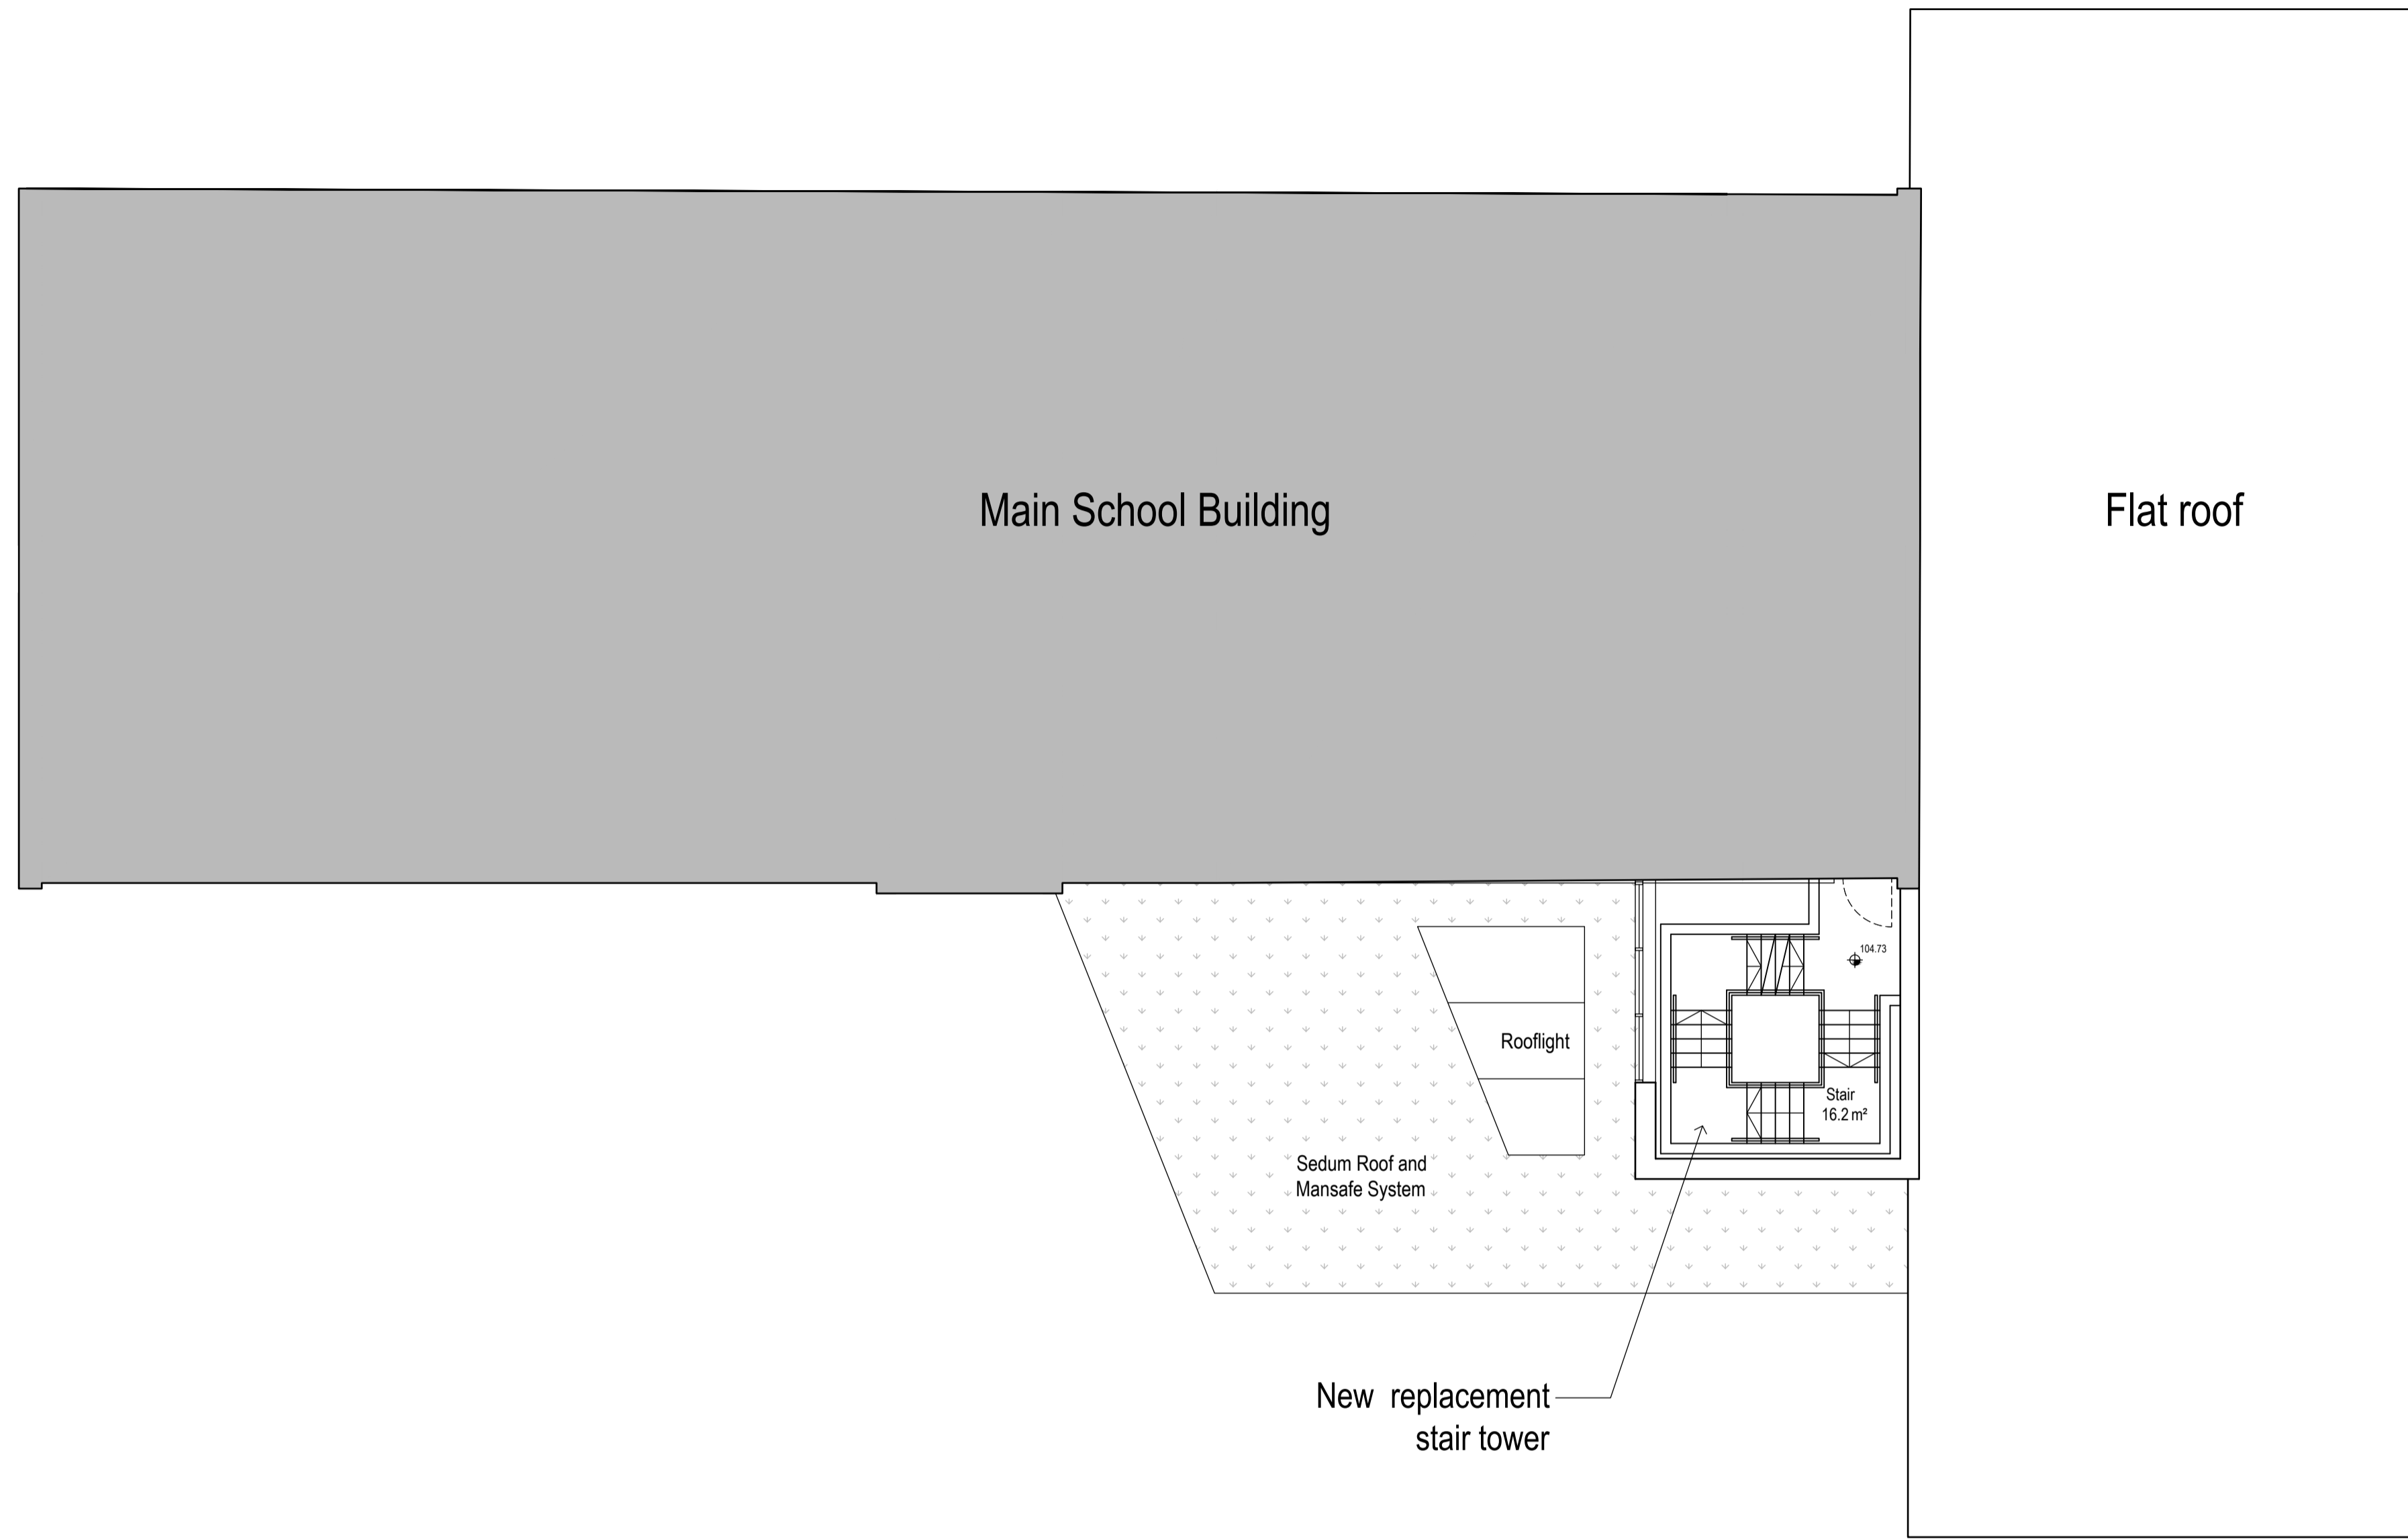 Main School Building
Flat roof
104.73
Rooflight
Stair
16.2 m²
Sedum Roof and
Mansafe System
New replacement
stair tower